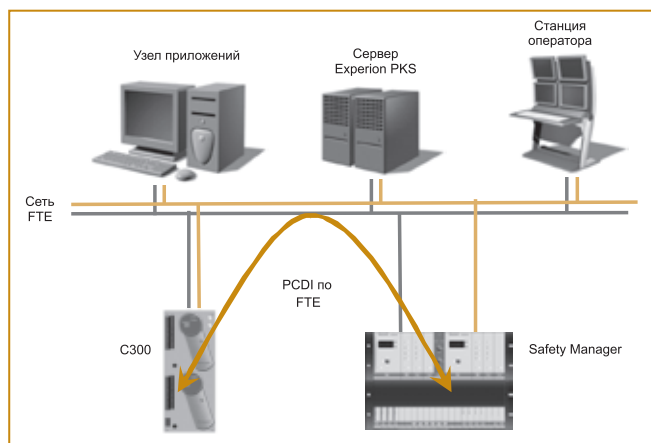 Узел приложений
Сервер
Experion PKS
Станция
оператора
Сеть
FTE
PCDI по
FTE
C300
Safety Manager